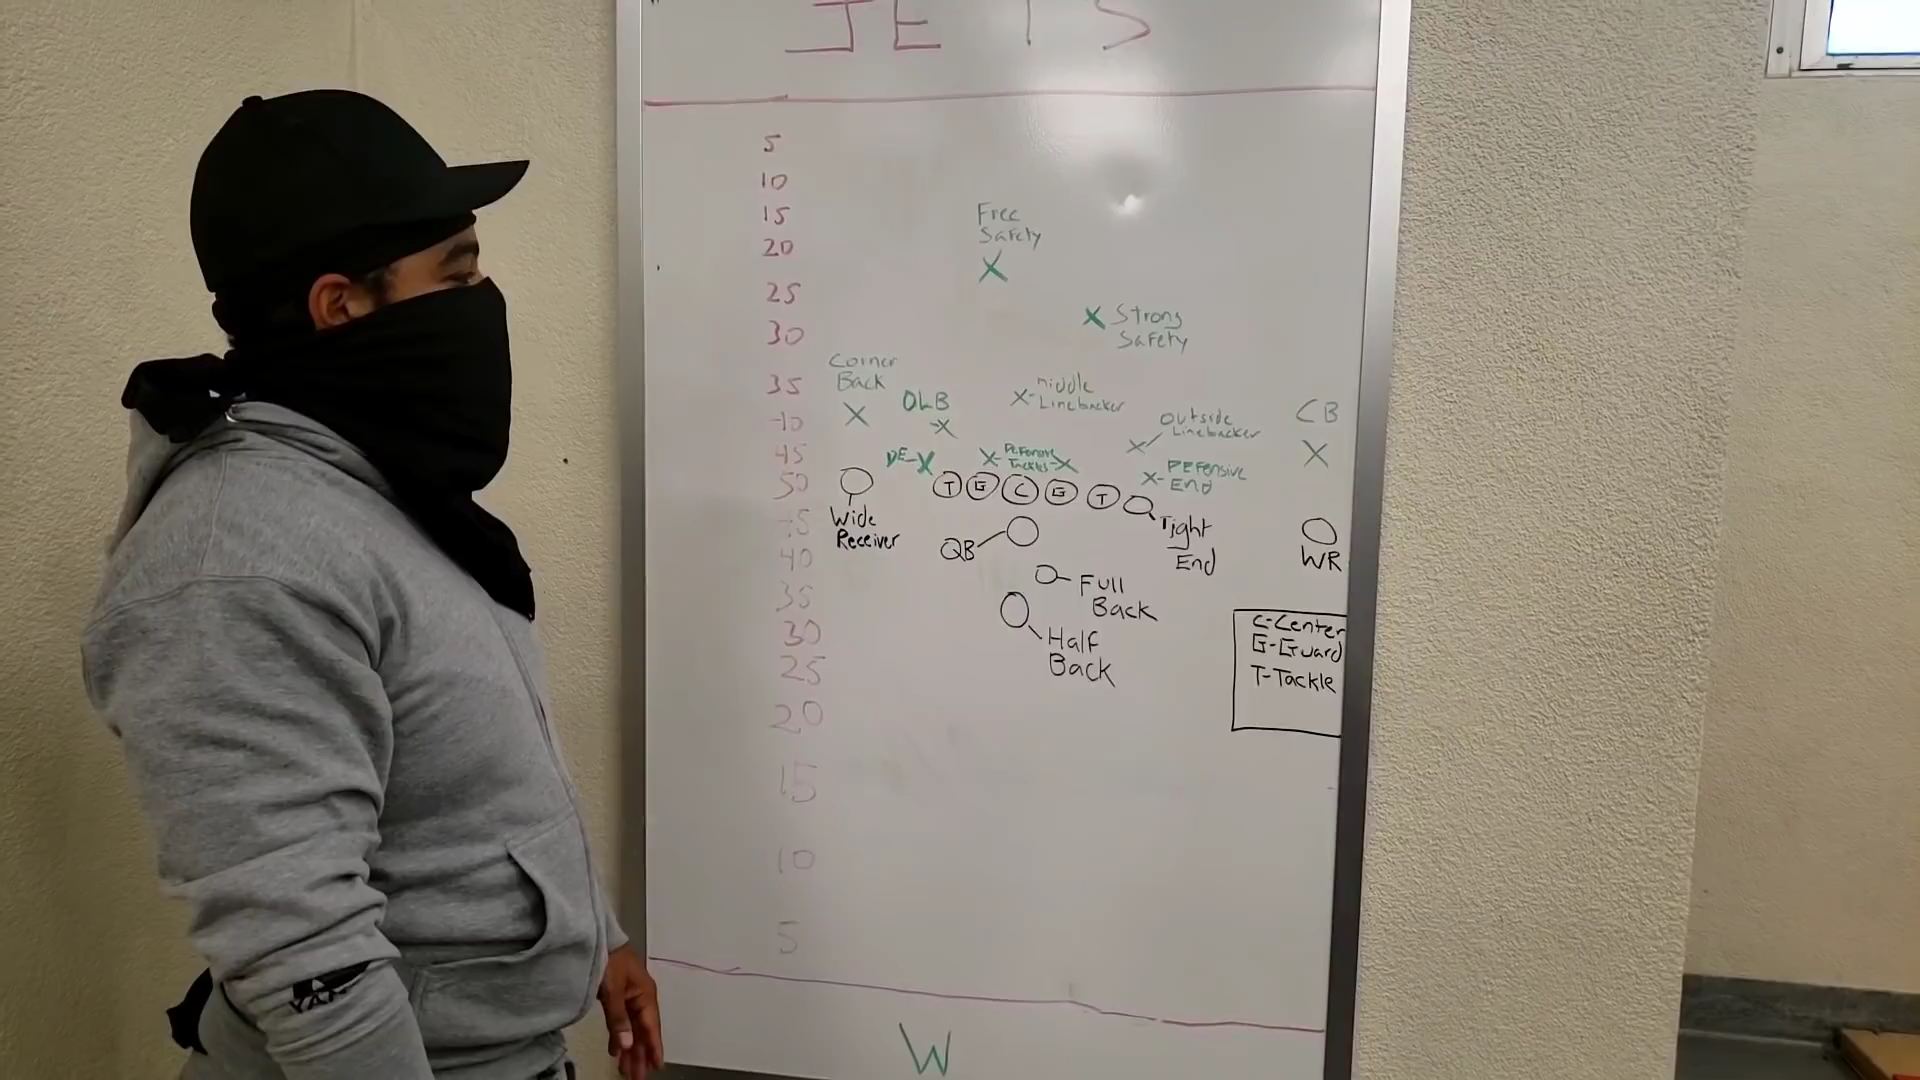 JETS
5
10
15
20
25
30
35
40
45
50
45
40
35
30
25
20
15
10
5
Free
Safety
X
X Strong
Safety
Corner
Back
X
OLB
-X
X- middle
Linebacker
Outside
Linebacker
X
CB
X
DE-X
X- Defensive
Tackles -X
X- Defensive
End
T G C G T
Wide
Receiver
QB
Tight
End
WR
Full
Back
Half
Back
C-Center
G-Guard
T-Tackle
W